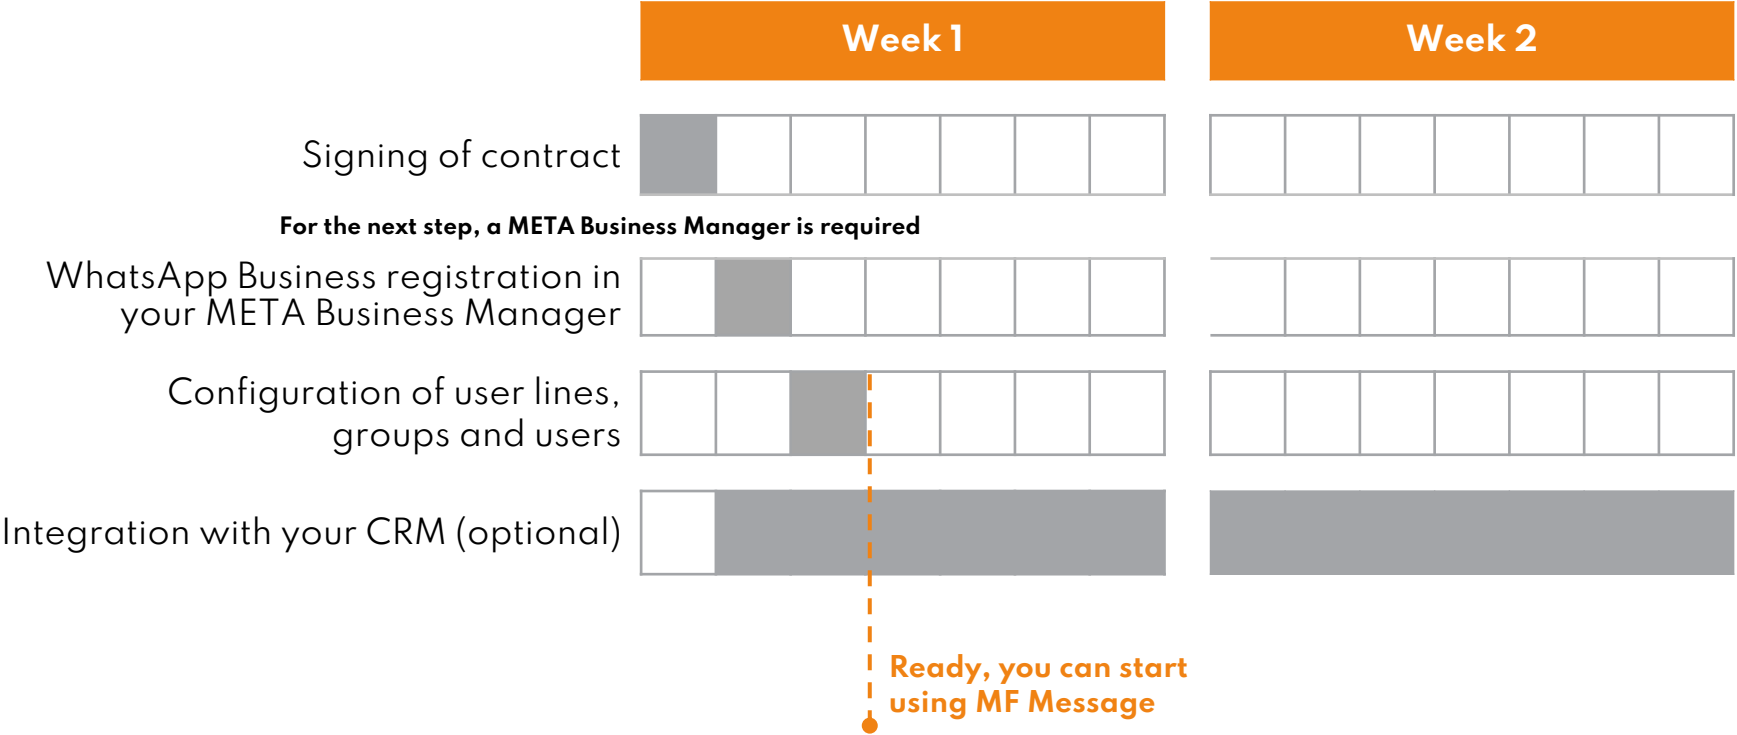 Week 1
Week 2
Signing of contract
For the next step, a META Business Manager is required
WhatsApp Business registration in
your META Business Manager
Configuration of user lines,
groups and users
Integration with your CRM (optional)
Ready, you can start
using MF Message